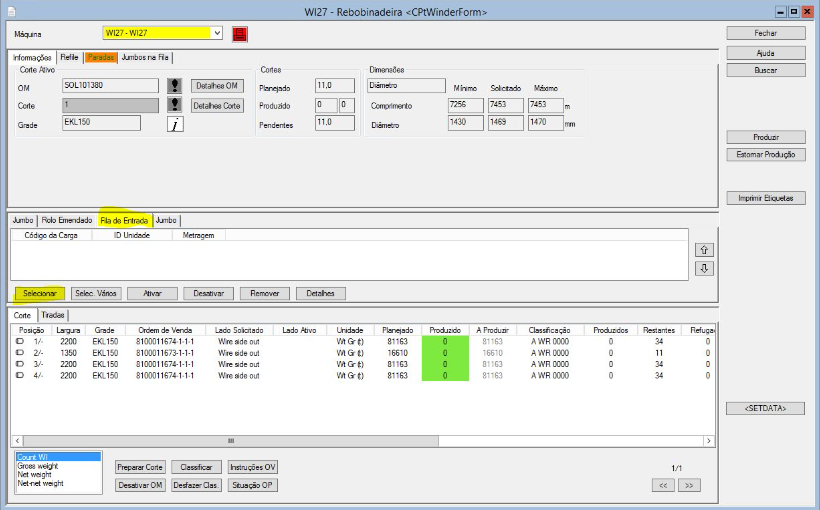 WI27 - Rebobinadeira <CPtWinderForm>
Máquina WI27 - WI27
Fechar
Ajuda
Buscar
Informações Refile Paradas Jumbos na Fila
Corte Ativo Cortes Dimensões
OM SOL101380 Detalhes OM Planejado 11,0 Diâmetro Mínimo Solicitado Máximo
Corte 1 Detalhes Corte Produzido 0 0 Comprimento 7256 7453 7453 m
Grade EKL150 i Pendentes 11,0 Diâmetro 1430 1469 1470 mm
Produzir
Estornar Produção
Imprimir Etiquetas
Jumbo Rolo Emendado Fila de Entrada Jumbo
Código da Carga ID Unidade Metragem
Selecionar Selec. Vários Ativar Desativar Remover Detalhes
Corte Tiradas
Posição Largura Grade Ordem de Venda Lado Solicitado Lado Ativo Unidade Planejado Produzido A Produzir Classificação Produzidos Restantes Refugad
1/- 2200 EKL150 8100011674-1-1-1 Wire side out Wt Gr (t) 81163 0 81163 A WR 0000 0 34 0
2/- 1350 EKL150 8100011673-1-1-1 Wire side out Wt Gr (t) 16610 0 16610 A WR 0000 0 11 0
3/- 2200 EKL150 8100011674-1-1-1 Wire side out Wt Gr (t) 81163 0 81163 A WR 0000 0 34 0
4/- 2200 EKL150 8100011674-1-1-1 Wire side out Wt Gr (t) 81163 0 81163 A WR 0000 0 34 0
<SETDATA>
Count WI
Gross weight
Net weight
Net-net weight
Preparar Corte Classificar Instruções OV 1/1
Desativar OM Desfazer Clas. Situação OP << >>